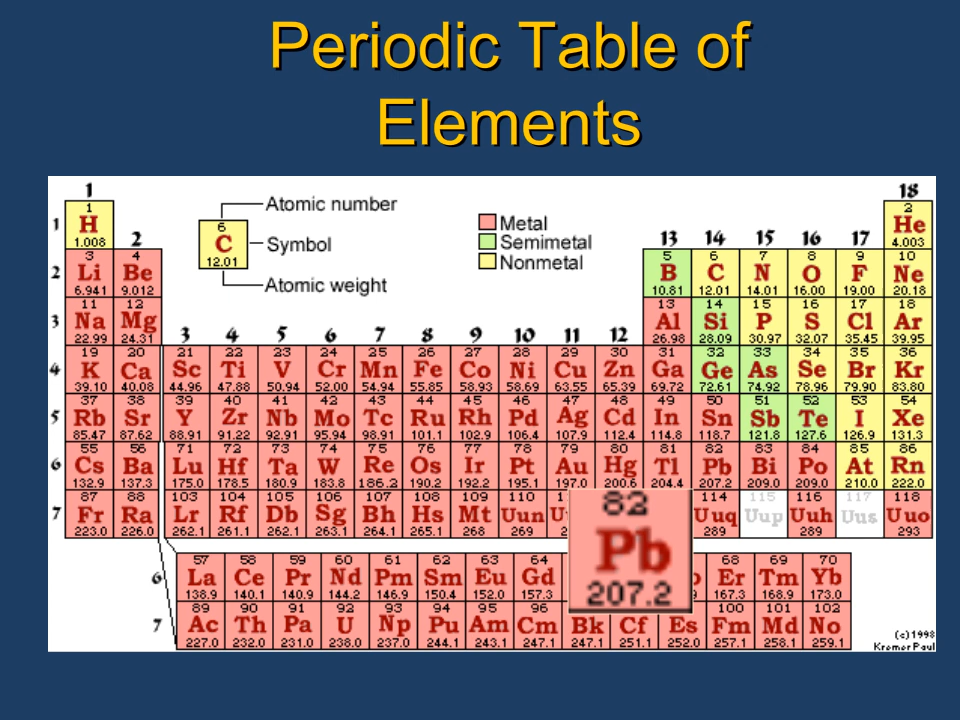 Periodic Table of
Elements
1 18
1 1 2
H 2 6 C 12.01 Atomic number Symbol Atomic weight Metal Semimetal Nonmetal 13 14 15 16 17 He
1.008 4.003
2 3 4 5 6 7 8 9 10
Li Be B C N O F Ne
6.941 9.012 10.81 12.01 14.01 16.00 19.00 20.18
3 11 12 13 14 15 16 17 18
Na Mg Al Si P S Cl Ar
22.99 24.31 3 4 5 6 7 8 9 10 11 12 26.98 28.09 30.97 32.07 35.45 39.95
4 19 20 21 22 23 24 25 26 27 28 29 30 31 32 33 34 35 36
K Ca Sc Ti V Cr Mn Fe Co Ni Cu Zn Ga Ge As Se Br Kr
39.10 40.08 44.96 47.88 50.94 52.00 54.94 55.85 58.93 58.69 63.55 65.39 69.72 72.61 74.92 78.96 79.90 83.80
5 37 38 39 40 41 42 43 44 45 46 47 48 49 50 51 52 53 54
Rb Sr Y Zr Nb Mo Tc Ru Rh Pd Ag Cd In Sn Sb Te I Xe
85.47 87.62 88.91 91.22 92.91 95.94 98.91 101.1 102.9 106.4 107.9 112.4 114.8 118.7 121.8 127.6 126.9 131.3
6 55 56 71 72 73 74 75 76 77 78 79 80 81 82 83 84 85 86
Cs Ba Lu Hf Ta W Re Os Ir Pt Au Hg Tl Pb Bi Po At Rn
132.9 137.3 175.0 178.5 180.9 183.8 186.2 190.2 192.2 195.1 197.0 200.6 204.4 207.2 209.0 209.0 210.0 222.0
7 87 88 103 104 105 106 107 108 109 110 114 115 116 117 118
Fr Ra Lr Rf Db Sg Bh Hs Mt Uun Uuq Uup Uuh Uus Uuo
223.0 226.0 262.1 261.1 262.1 263.1 264.1 265.1 268 269 289 289 293
82
Pb
207.2
6 57 58 59 60 61 62 63 64 68 69 70
La Ce Pr Nd Pm Sm Eu Gd Er Tm Yb
138.9 140.1 140.9 144.2 146.9 150.4 152.0 157.3 167.3 168.9 173.0
7 89 90 91 92 93 94 95 96 100 101 102
Ac Th Pa U Np Pu Am Cm Bk Cf Es Fm Md No
227.0 232.0 231.0 238.0 237.0 244.1 243.1 247.1 247.1 251.1 252.0 257.1 258.1 259.1
(c)1998
Kremer Paul